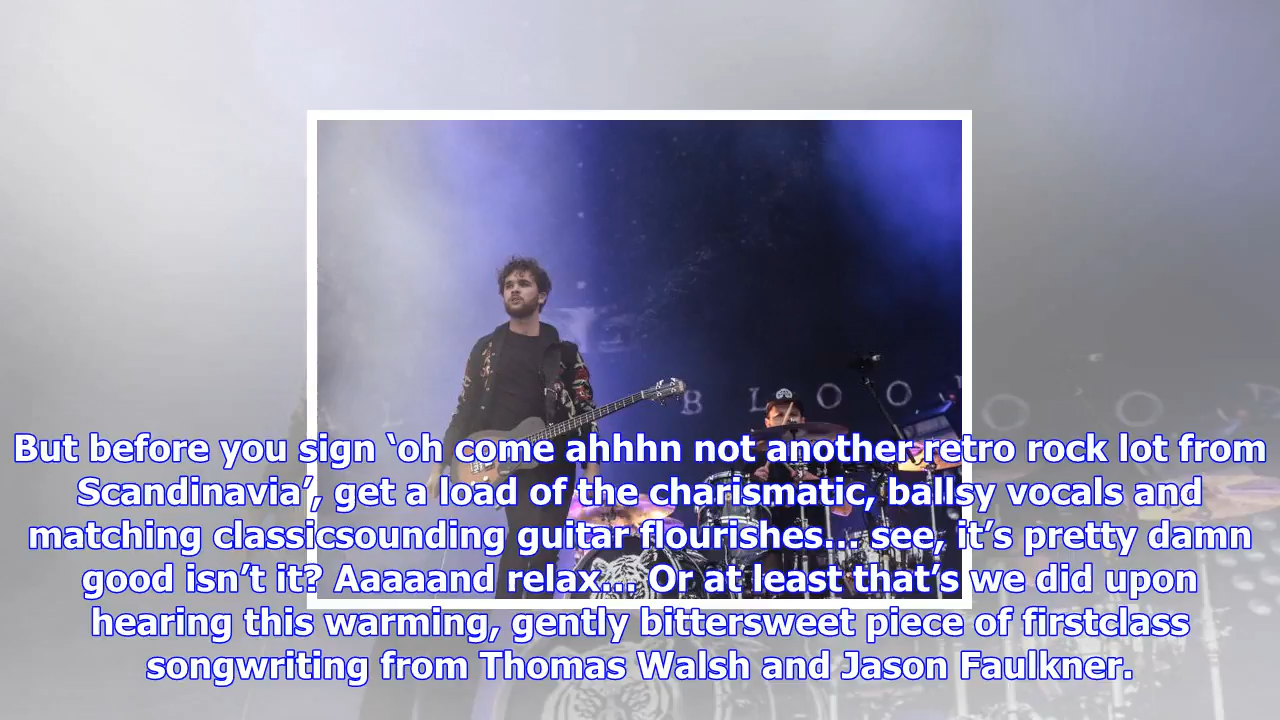 B L O O
But before you sign ‘oh come ahhhn not another retro rock lot from
Scandinavia’, get a load of the charismatic, ballsy vocals and
matching classicsounding guitar flourishes... see, it’s pretty damn
good isn’t it? Aaaaand relax... Or at least that’s we did upon
hearing this warming, gently bittersweet piece of firstclass
songwriting from Thomas Walsh and Jason Faulkner.